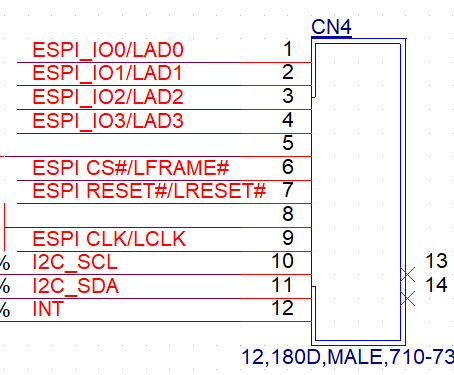 CN4
ESPI_IO0/LAD0 1
ESPI_IO1/LAD1 2
ESPI_IO2/LAD2 3
ESPI_IO3/LAD3 4
5
ESPI CS#/LFRAME# 6
ESPI RESET#/LRESET# 7
8
ESPI CLK/LCLK 9
% I2C_SCL 10 13
% I2C_SDA 11 14
% INT 12
12,180D,MALE,710-73